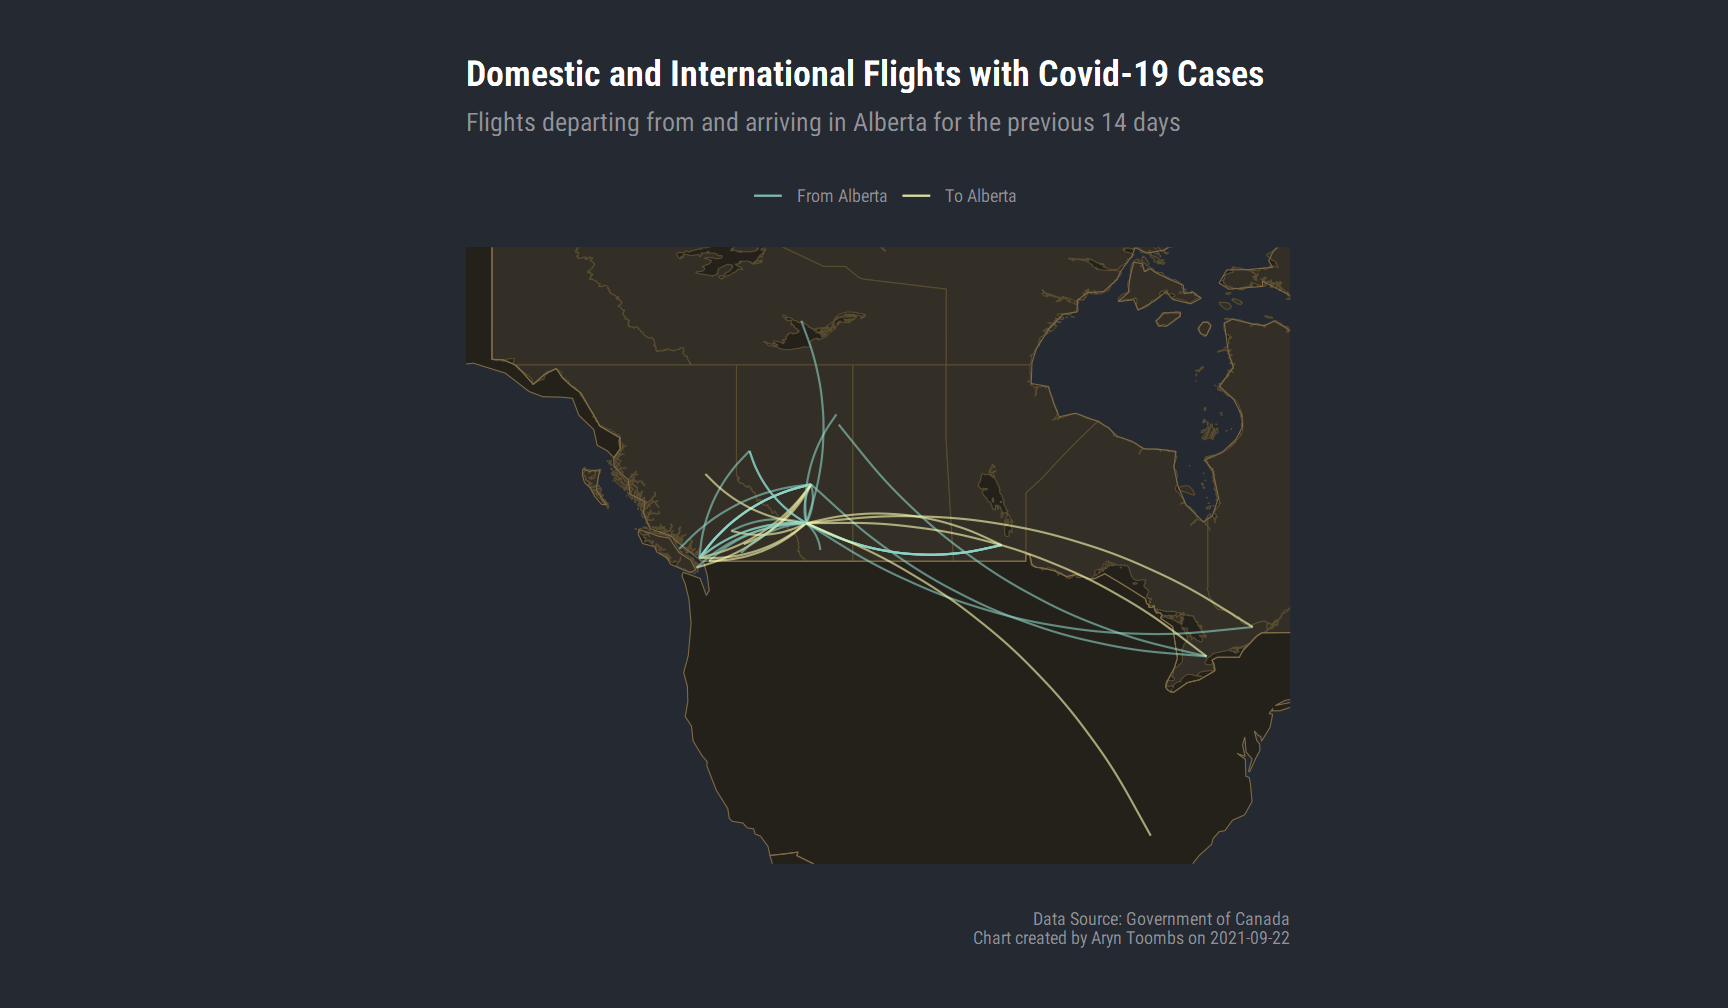 Domestic and International Flights with Covid-19 Cases
Flights departing from and arriving in Alberta for the previous 14 days
From Alberta
To Alberta
Data Source: Government of Canada
Chart created by Aryn Toombs on 2021-09-22